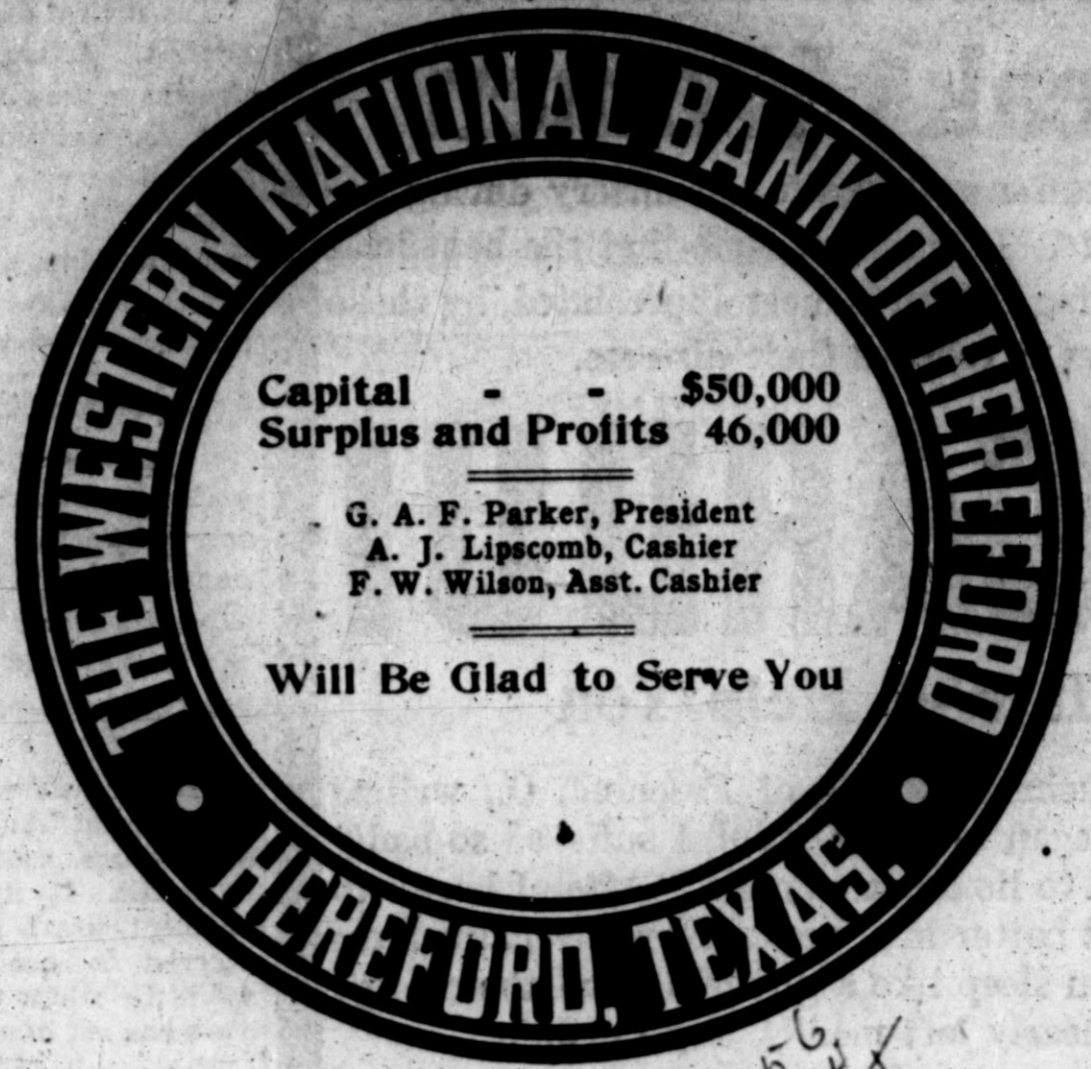 THE WESTERN NATIONAL BANK OF HEREFORD
Capital - - $50,000
Surplus and Profits 46,000
G. A. F. Parker, President
A. J. Lipscomb, Cashier
F. W. Wilson, Asst. Cashier
Will Be Glad to Serve You
HEREFORD, TEXAS.